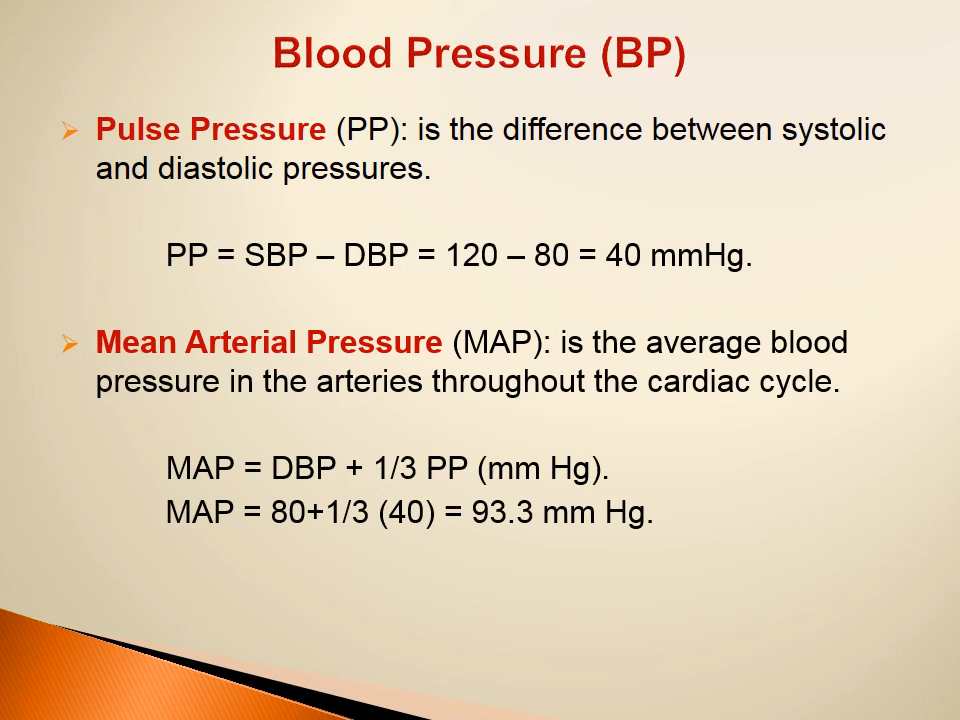 Blood Pressure (BP)
Pulse Pressure (PP): is the difference between systolic
and diastolic pressures.
PP = SBP – DBP = 120 – 80 = 40 mmHg.
Mean Arterial Pressure (MAP): is the average blood
pressure in the arteries throughout the cardiac cycle.
MAP = DBP + 1/3 PP (mm Hg).
MAP = 80+1/3 (40) = 93.3 mm Hg.